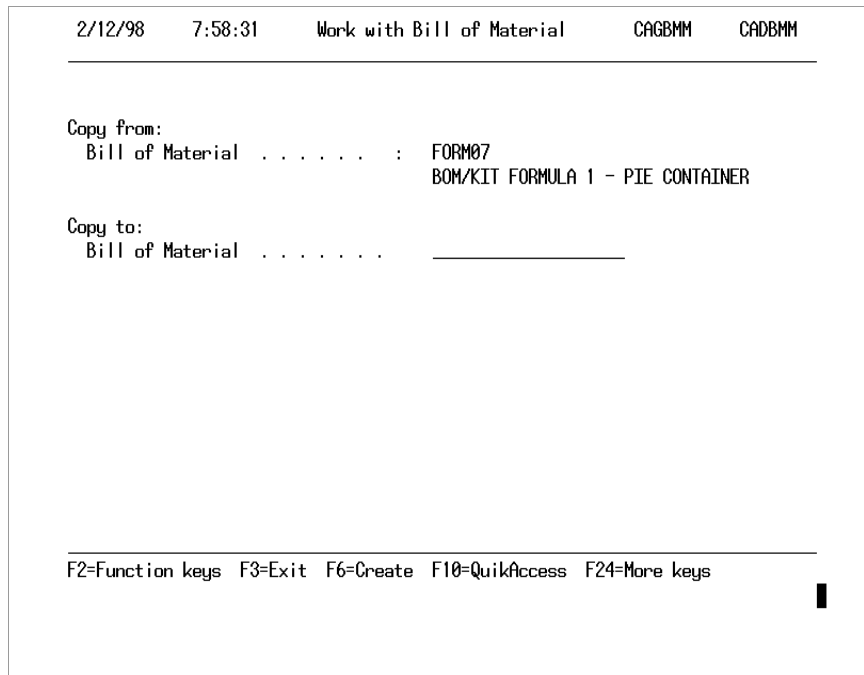 2/12/98 7:58:31 Work with Bill of Material CAGBMM CADBMM
Copy from:
Bill of Material . . . . . . : FORM07
BOM/KIT FORMULA 1 - PIE CONTAINER
Copy to:
Bill of Material . . . . . . .
F2=Function keys F3=Exit F6=Create F10=QuikAccess F24=More keys